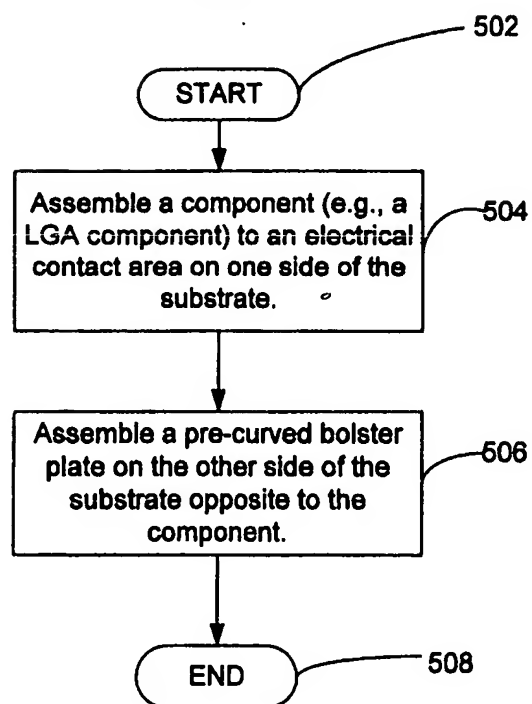 502
START
Assemble a component (e.g., a
LGA component) to an electrical
contact area on one side of the
substrate.
504
Assemble a pre-curved bolster
plate on the other side of the
substrate opposite to the
component.
506
END
508